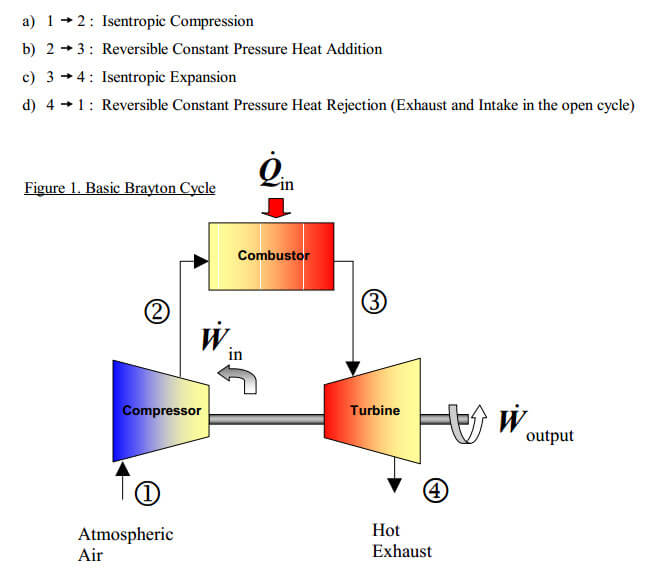 a) 1 → 2 : Isentropic Compression
b) 2 → 3 : Reversible Constant Pressure Heat Addition
c) 3 → 4 : Isentropic Expansion
d) 4 → 1 : Reversible Constant Pressure Heat Rejection (Exhaust and Intake in the open cycle)
Figure 1. Basic Brayton Cycle
Q̇in
Combustor
②
③
Ẇin
Compressor
Turbine
Ẇoutput
①
④
Atmospheric
Air
Hot
Exhaust